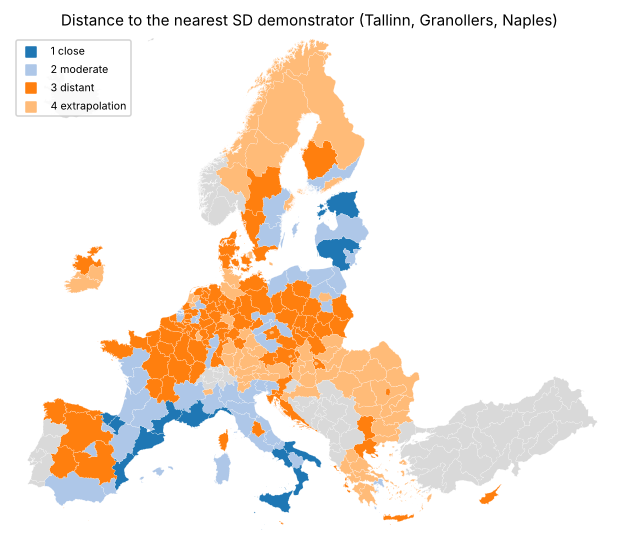 Distance to the nearest SD demonstrator (Tallinn, Granollers, Naples)
1 close
2 moderate
3 distant
4 extrapolation